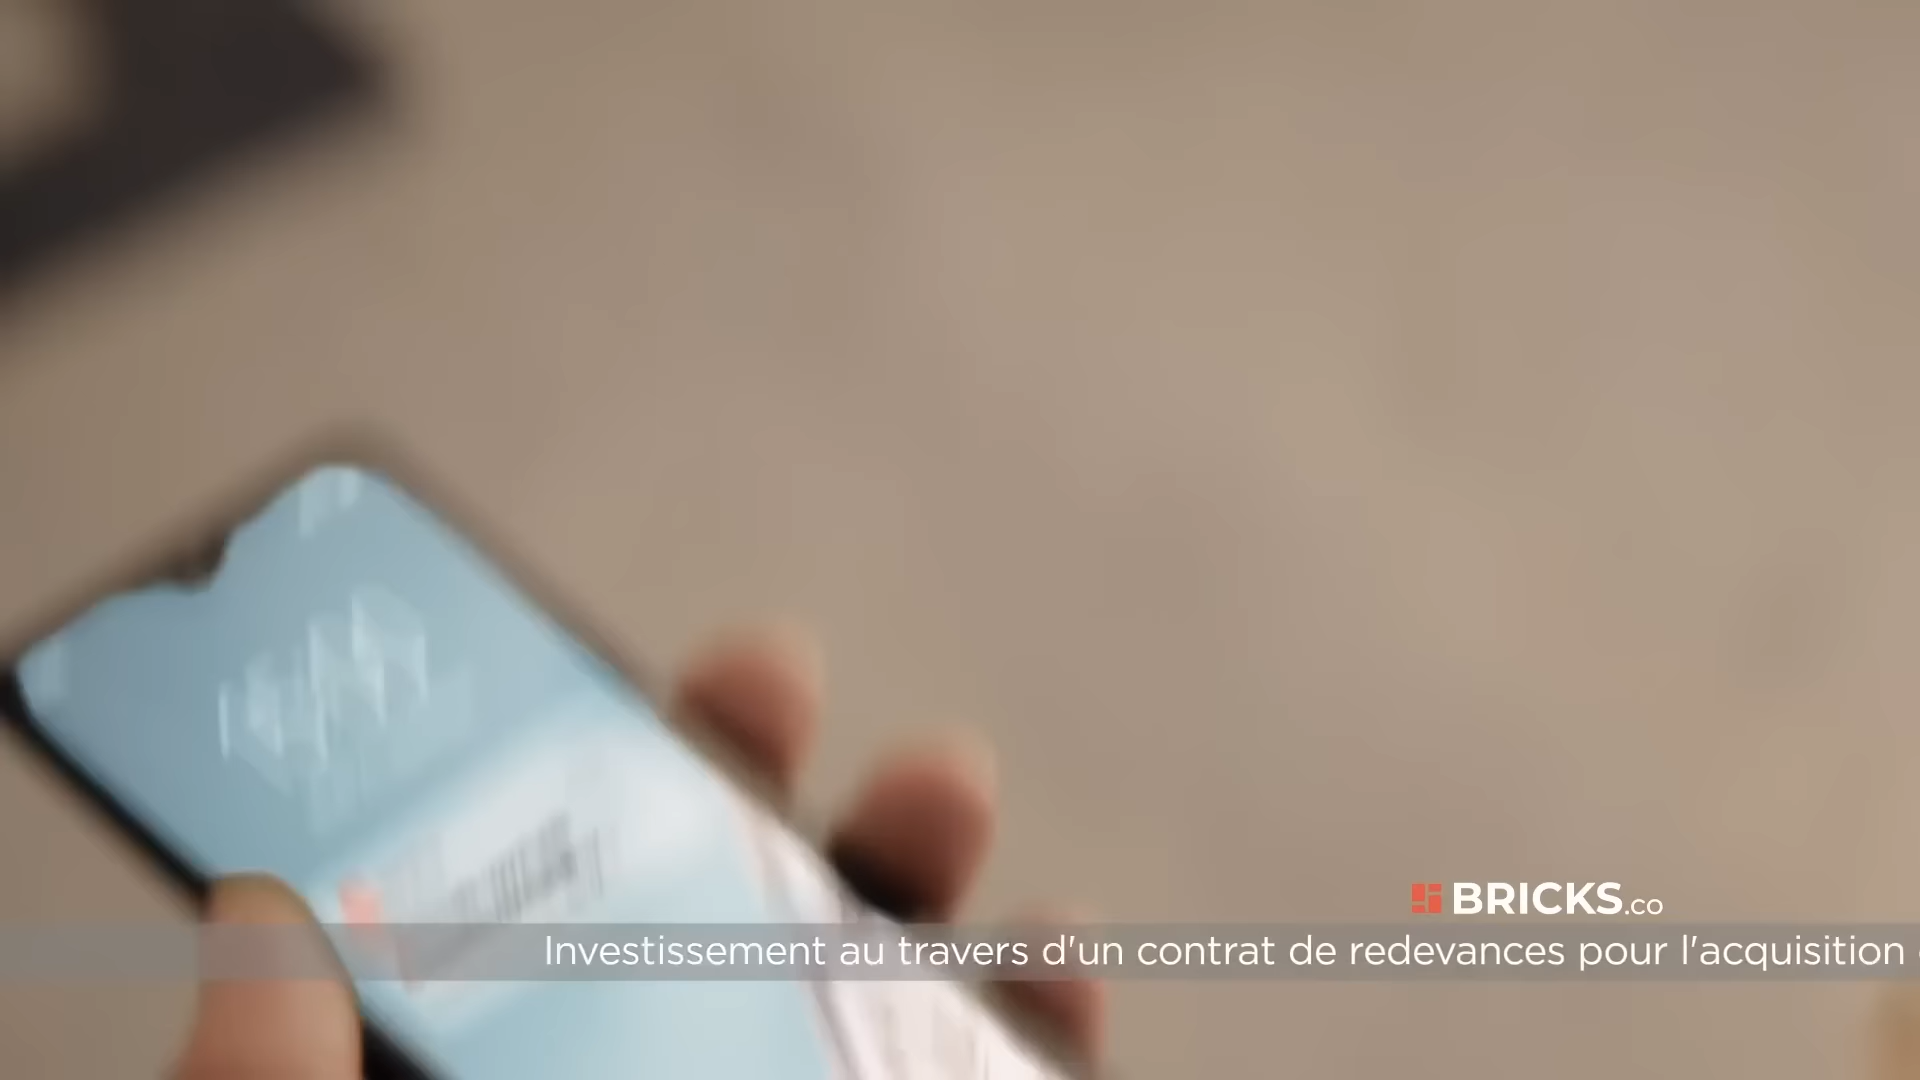 BRICKS.co
Investissement au travers d'un contrat de redevances pour l'acquisition